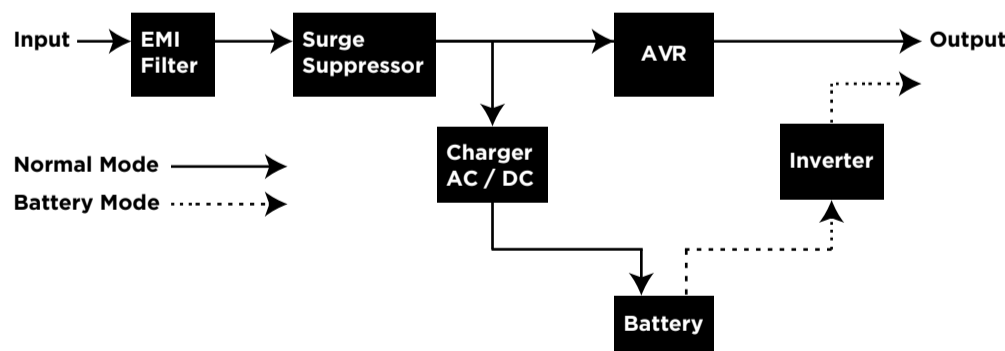 Input
EMI
Filter
Surge
Suppressor
AVR
Output
Charger
AC / DC
Inverter
Normal Mode
Battery Mode
Battery